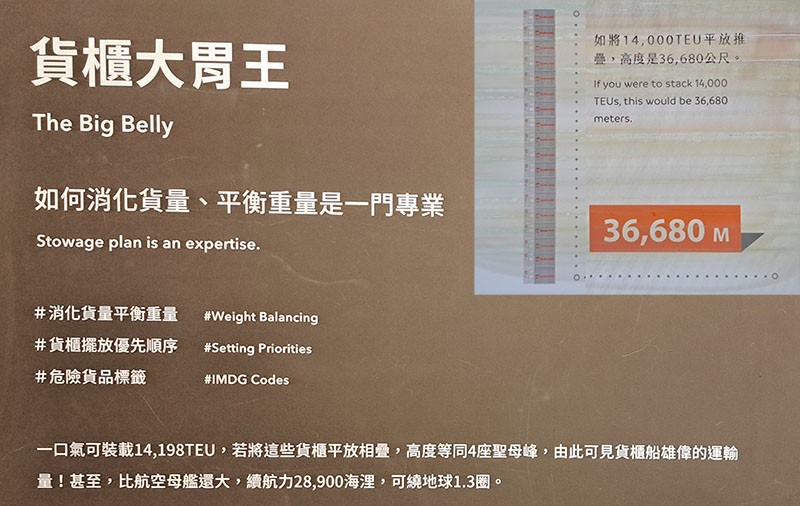 貨櫃大胃王
The Big Belly
如何消化貨量、平衡重量是一門專業
Stowage plan is an expertise.
#消化貨量平衡重量 #Weight Balancing
#貨櫃擺放優先順序 #Setting Priorities
#危險貨品標籤 #IMDG Codes
一口氣可裝載14,198TEU,若將這些貨櫃平放相疊,高度等同4座聖母峰,由此可見貨櫃船雄偉的運輸
量!甚至,比航空母艦還大,續航力28,900海浬,可繞地球1.3圈。
如將14,000TEU平放堆
疊,高度是36,680公尺。
If you were to stack 14,000
TEUs, this would be 36,680
meters.
36,680 M